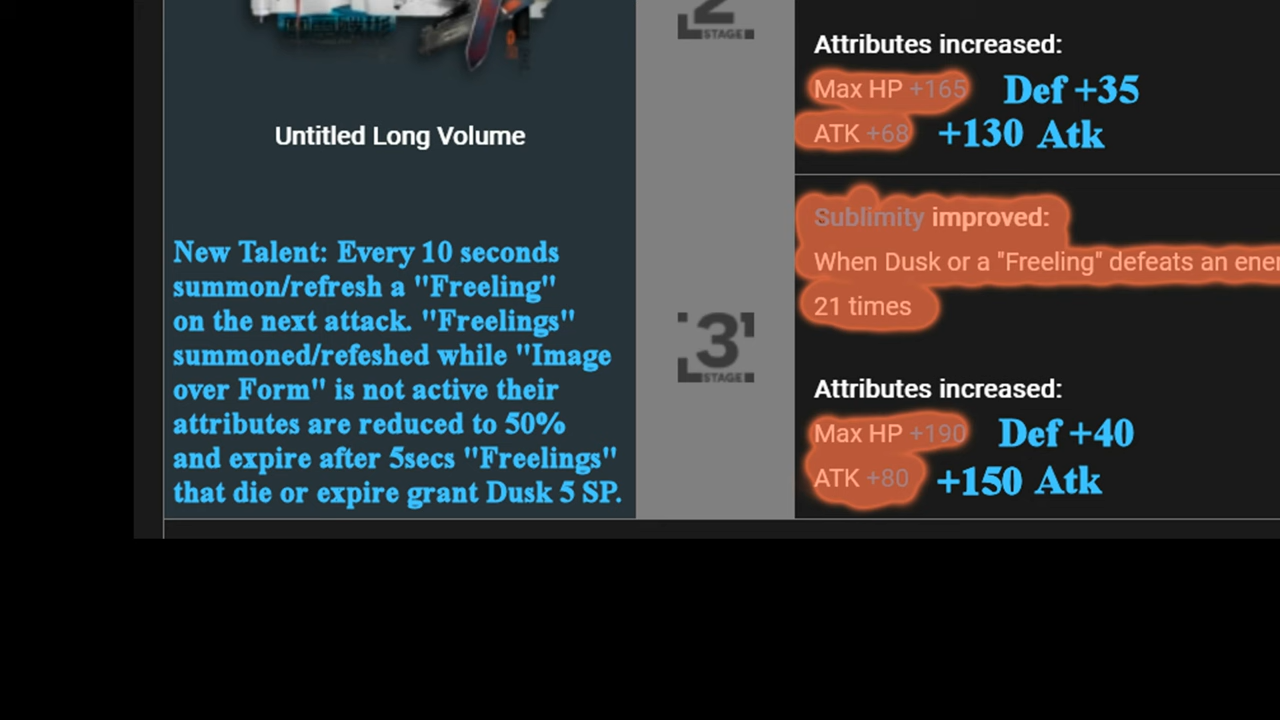 2
STAGE
Attributes increased:
Max HP +165 Def +35
ATK +68 +130 Atk
Untitled Long Volume
New Talent: Every 10 seconds
summon/refresh a "Freeling"
on the next attack. "Freelings"
summoned/refeshed while "Image
over Form" is not active their
attributes are reduced to 50%
and expire after 5secs "Freelings"
that die or expire grant Dusk 5 SP.
3
STAGE
Sublimity improved:
When Dusk or a "Freeling" defeats an
21 times
Attributes increased:
Max HP +190 Def +40
ATK +80 +150 Atk